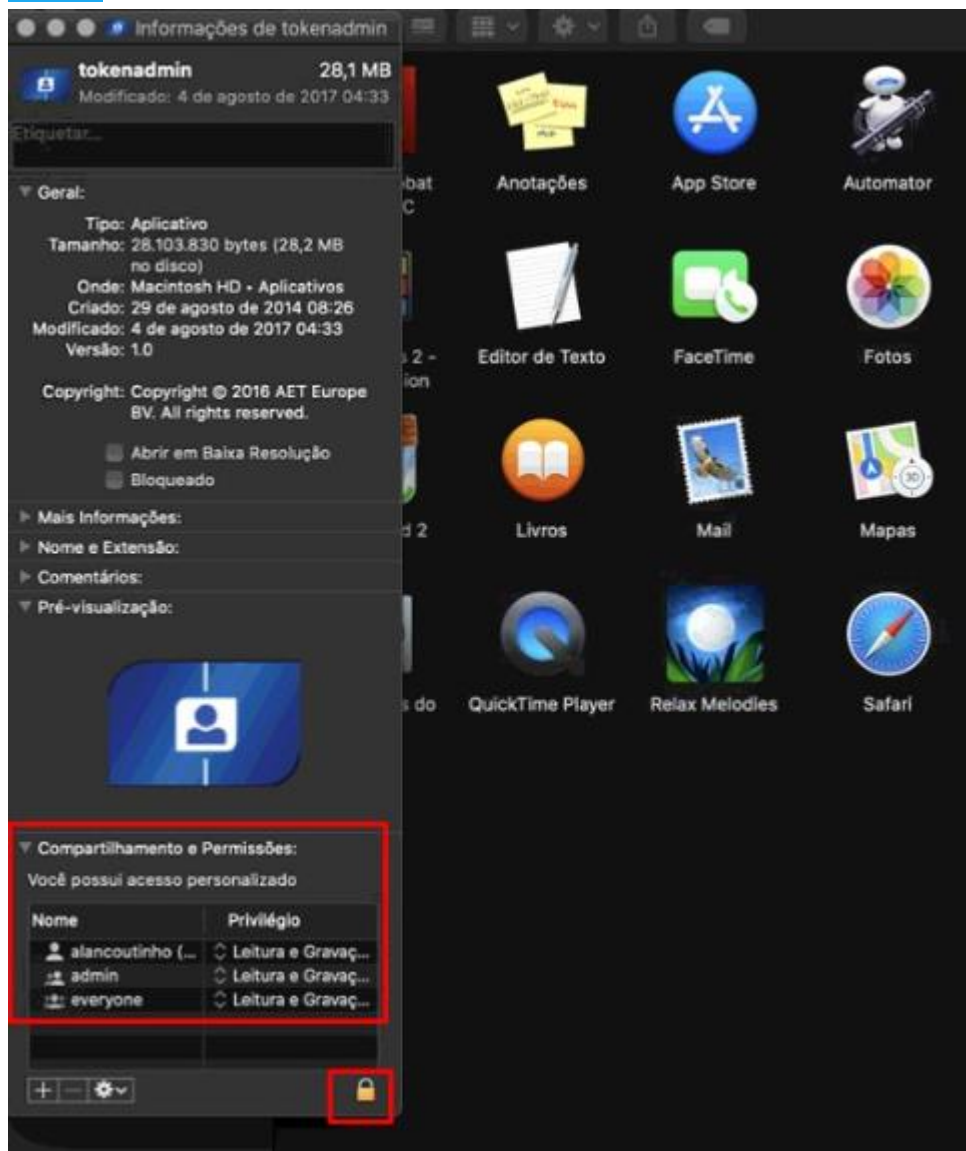 Informações de tokenadmin
tokenadmin 28,1 MB
Modificado: 4 de agosto de 2017 04:33
Etiquetar...
Geral:
Tipo: Aplicativo
Tamanho: 28.103.830 bytes (28,2 MB
no disco)
Onde: Macintosh HD • Aplicativos
Criado: 29 de agosto de 2014 08:26
Modificado: 4 de agosto de 2017 04:33
Versão: 1.0
Copyright: Copyright © 2016 AET Europe
BV. All rights reserved.
Abrir em Baixa Resolução
Bloqueado
Mais Informações:
Nome e Extensão:
Comentários:
Pré-visualização:
Compartilhamento e Permissões:
Você possui acesso personalizado
Nome Privilégio
alancoutinho (... Leitura e Gravaç...
admin Leitura e Gravaç...
everyone Leitura e Gravaç...
bat Anotações App Store Automator
C
2 - Editor de Texto FaceTime Fotos
ion
3D
d 2 Livros Mail Mapas
s do QuickTime Player Relax Melodies Safari